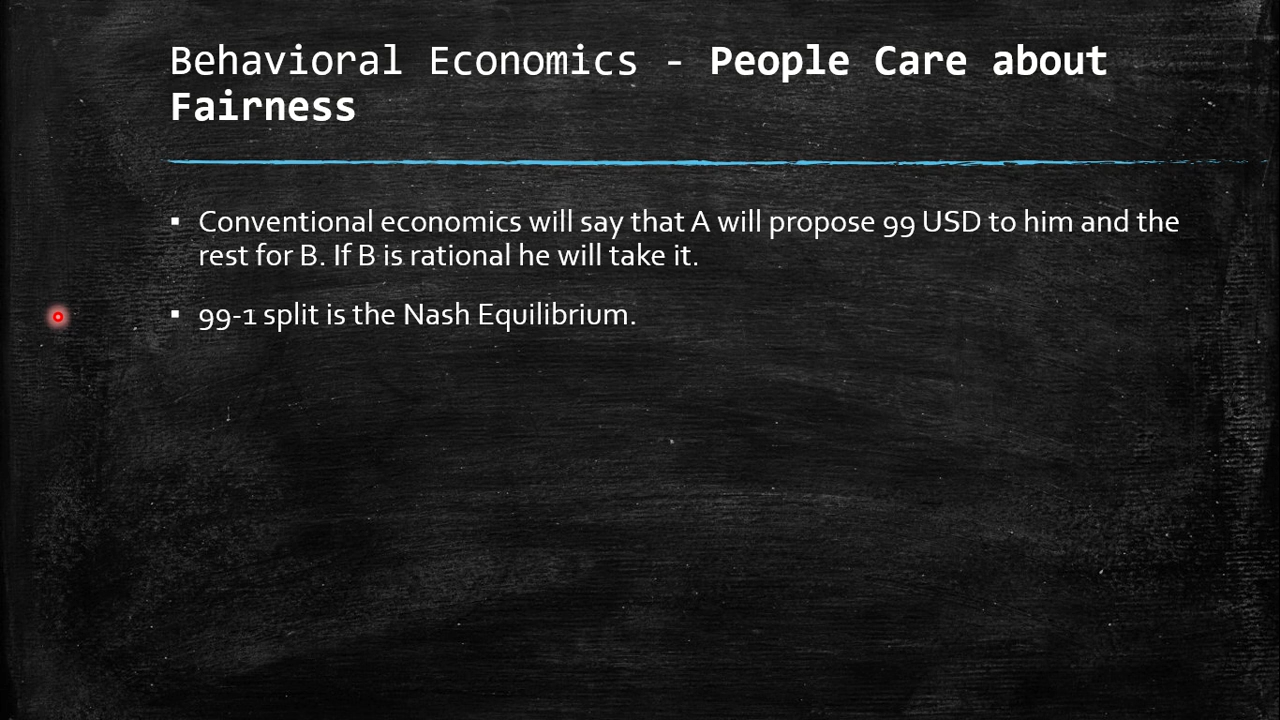 Behavioral Economics - People Care about
Fairness
▪ Conventional economics will say that A will propose 99 USD to him and the
rest for B. If B is rational he will take it.
▪ 99-1 split is the Nash Equilibrium.